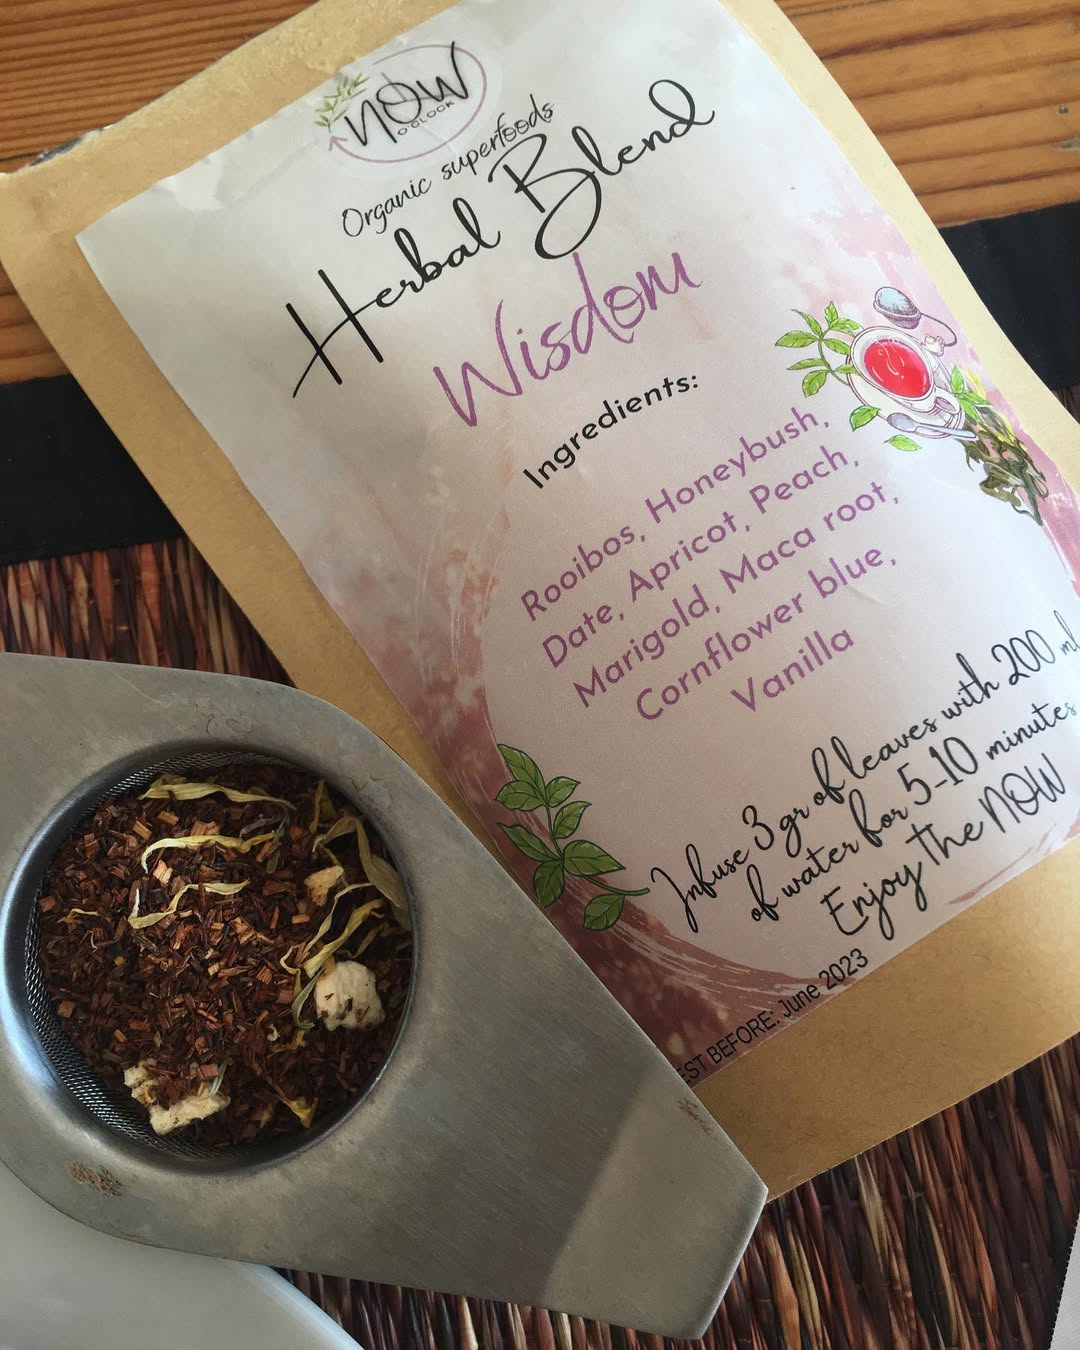 NOW
O'CLOCK
Organic superfoods
Herbal Blend
Wisdom
Ingredients:
Rooibos, Honeybush,
Date, Apricot, Peach,
Marigold, Maca root,
Cornflower blue,
Vanilla
Infuse 3 gr of leaves with 200 ml
of water for 5-10 minutes
Enjoy The NOW
EST BEFORE: June 2023